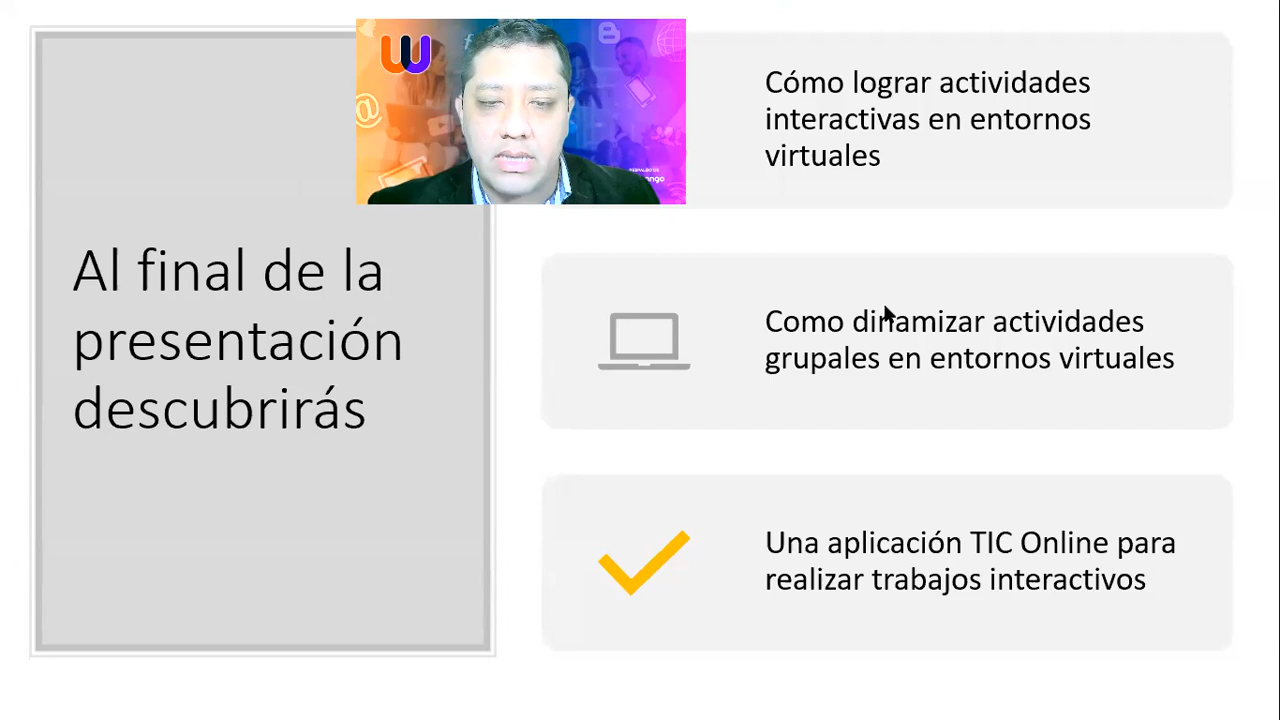 Al final de la
presentación
descubrirás
Cómo lograr actividades
interactivas en entornos
virtuales
Como dinamizar actividades
grupales en entornos virtuales
Una aplicación TIC Online para
realizar trabajos interactivos